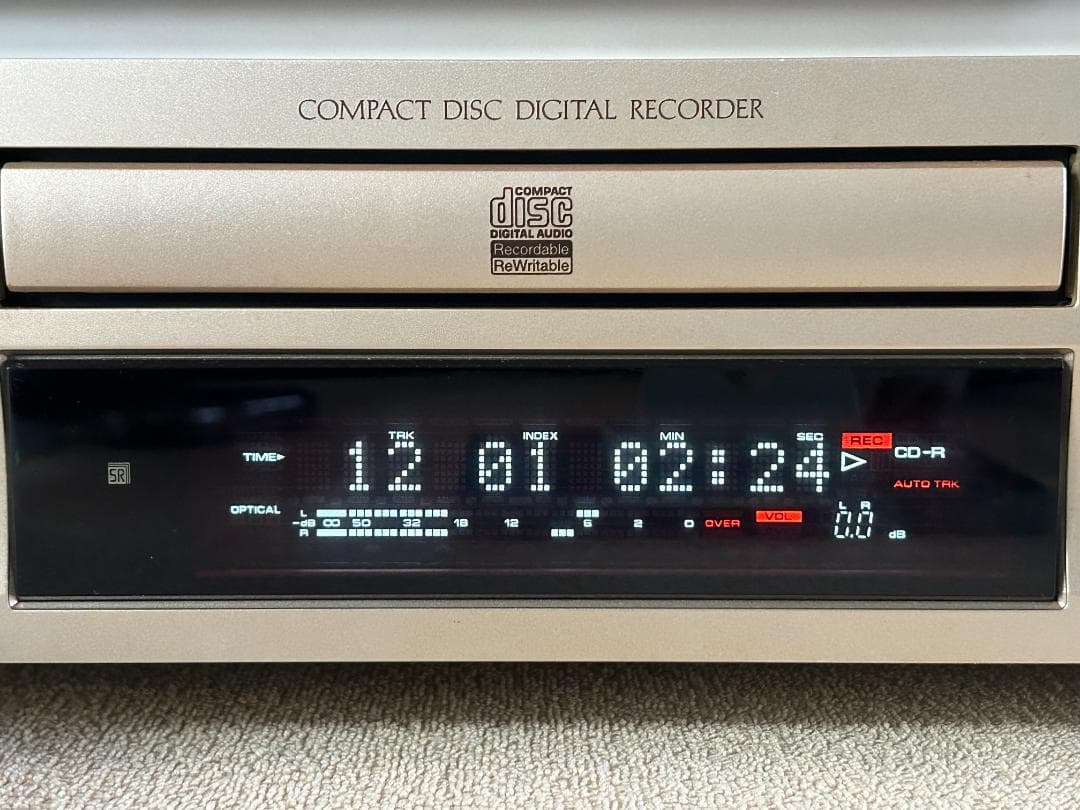 COMPACT DISC DIGITAL RECORDER
COMPACT
disc
DIGITAL AUDIO
Recordable
ReWritable
TRK INDEX MIN SEC REC
TIME 12 01 02:24 CD-R
SR
AUTO TRK
OPTICAL L VOL L R
-dB ∞ 50 32 18 12 6 2 0 OVER 0.0 dB
R